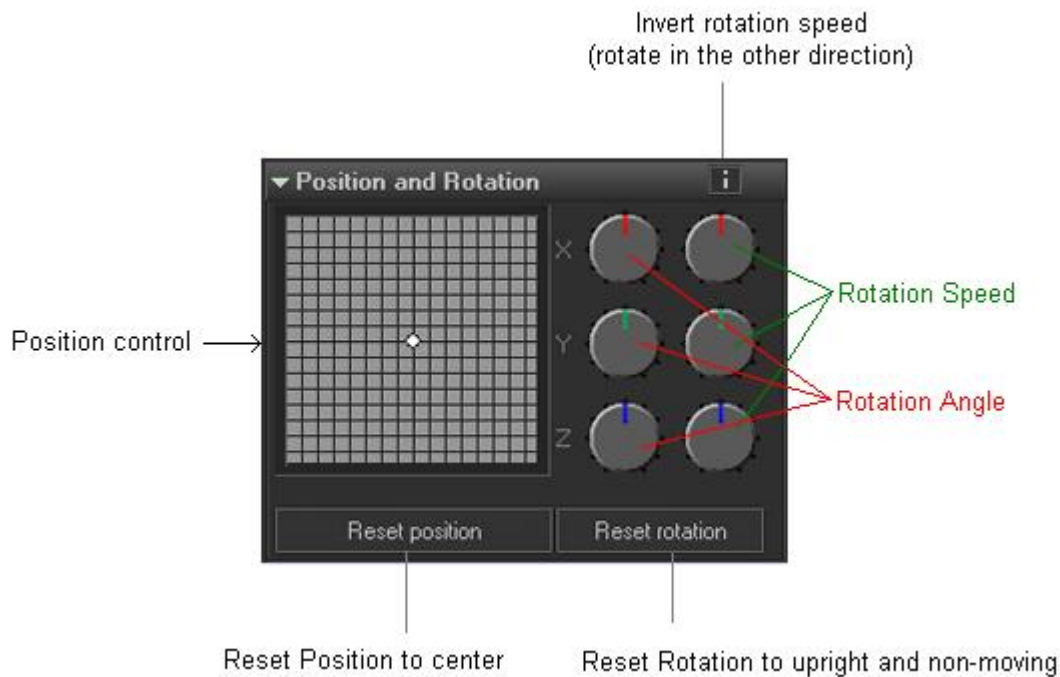 Invert rotation speed
(rotate in the other direction)
Position and Rotation
i
X
Rotation Speed
Position control
Y
Rotation Angle
Z
Reset position
Reset rotation
Reset Position to center
Reset Rotation to upright and non-moving